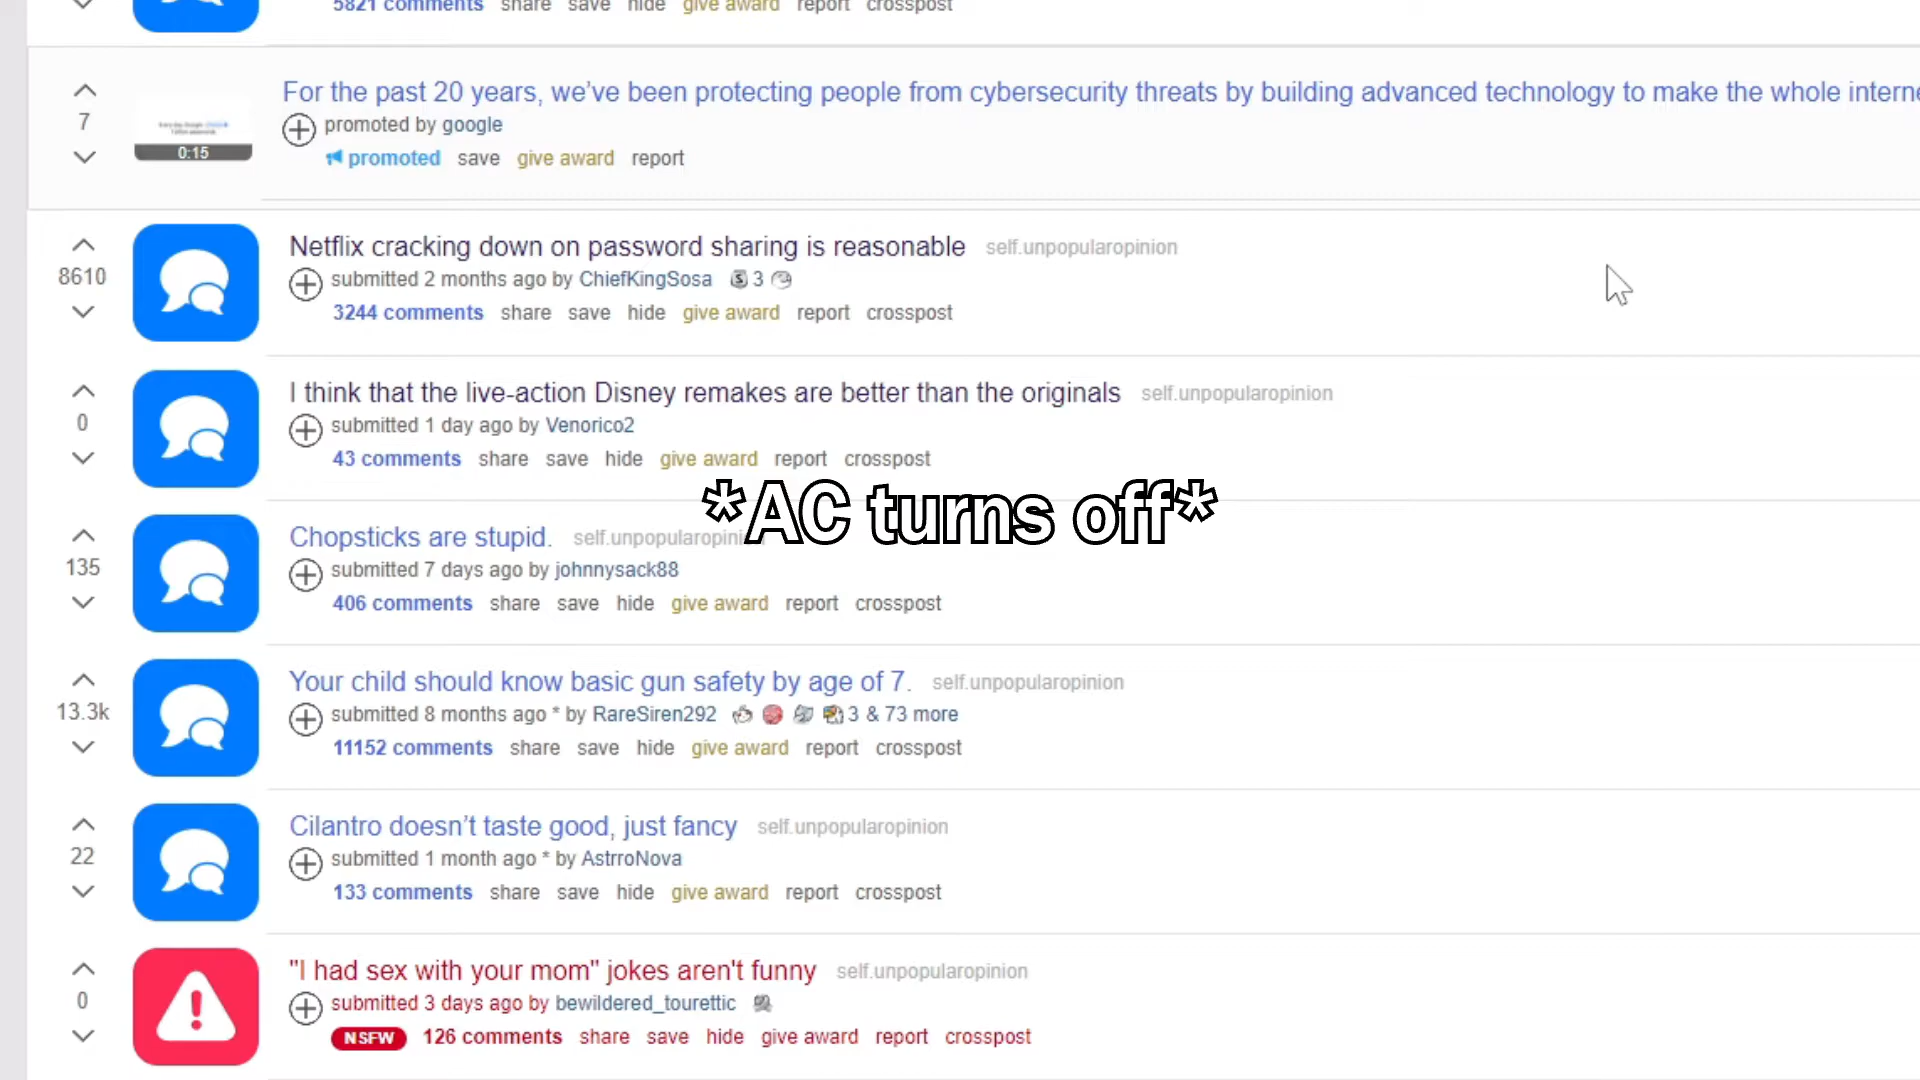 5821 comments share save hide give award report crosspost
7
For the past 20 years, we've been protecting people from cybersecurity threats by building advanced technology to make the whole interne
promoted by google
promoted save give award report
0:15
8610
Netflix cracking down on password sharing is reasonable self.unpopularopinion
submitted 2 months ago by ChiefKingSosa 3
3244 comments share save hide give award report crosspost
0
I think that the live-action Disney remakes are better than the originals self.unpopularopinion
submitted 1 day ago by Venorico2
43 comments share save hide give award report crosspost
*AC turns off*
135
Chopsticks are stupid. self.unpopularopini
submitted 7 days ago by johnnysack88
406 comments share save hide give award report crosspost
13.3k
Your child should know basic gun safety by age of 7. self.unpopularopinion
submitted 8 months ago * by RareSiren292 3 & 73 more
11152 comments share save hide give award report crosspost
22
Cilantro doesn’t taste good, just fancy self.unpopularopinion
submitted 1 month ago * by AstrroNova
133 comments share save hide give award report crosspost
0
"I had sex with your mom" jokes aren't funny self.unpopularopinion
submitted 3 days ago by bewildered_tourettic
NSFW 126 comments share save hide give award report crosspost